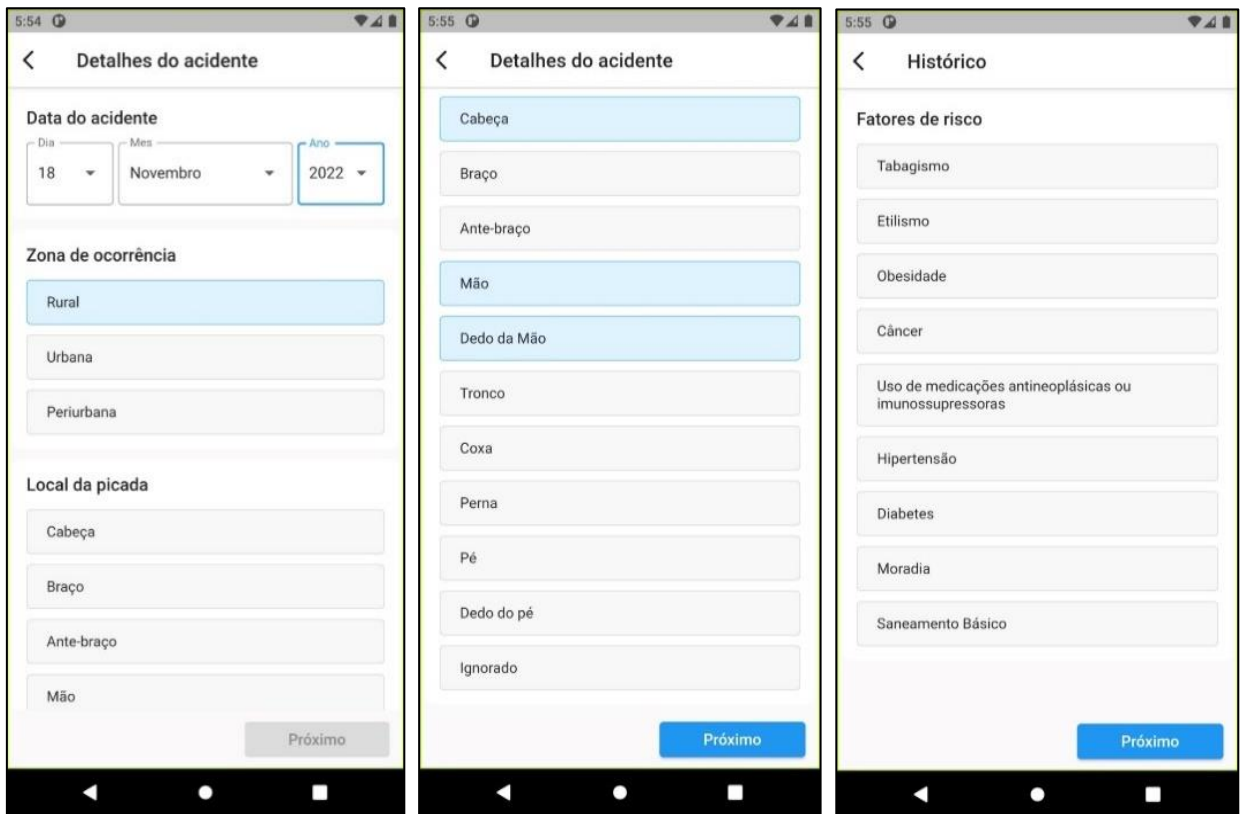 5:54
Detalhes do acidente
Data do acidente
Dia
Mes
Ano
18
Novembro
2022
Zona de ocorrência
Rural
Urbana
Periurbana
Local da picada
Cabeça
Braço
Ante-braço
Mão
Próximo
5:55
Detalhes do acidente
Cabeça
Braço
Ante-braço
Mão
Dedo da Mão
Tronco
Coxa
Perna
Pé
Dedo do pé
Ignorado
Próximo
5:55
Histórico
Fatores de risco
Tabagismo
Etilismo
Obesidade
Câncer
Uso de medicações antineoplásicas ou
imunossupressoras
Hipertensão
Diabetes
Moradia
Saneamento Básico
Próximo